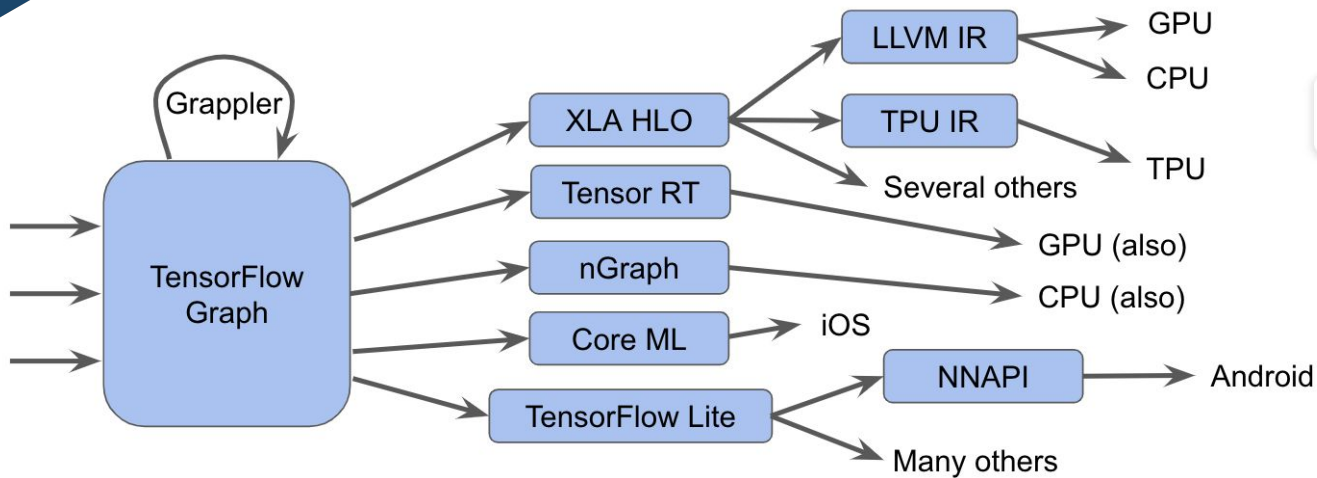 Grappler
TensorFlow
Graph
XLA HLO
Tensor RT
nGraph
Core ML
TensorFlow Lite
LLVM IR
TPU IR
Several others
GPU
CPU
TPU
GPU (also)
CPU (also)
iOS
NNAPI
Android
Many others